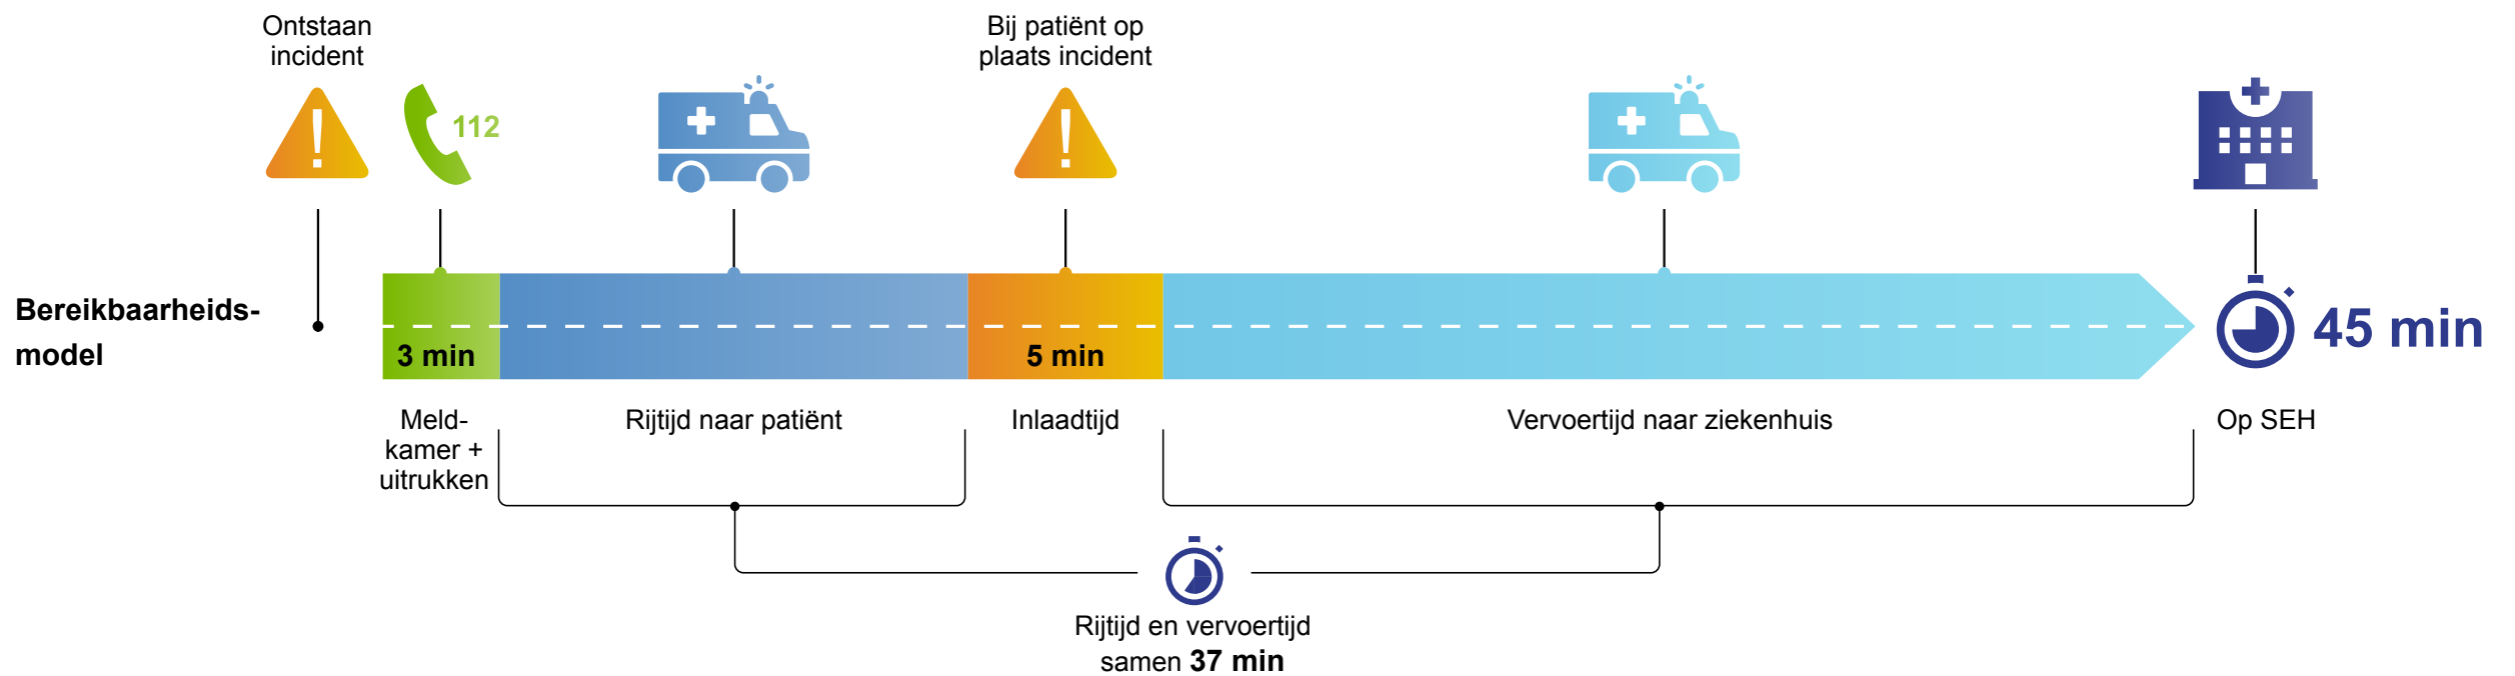 Ontstaan
incident
Bij patiënt op
plaats incident
112
Bereikbaarheids-
model
3 min
5 min
45 min
Meld-
kamer +
uitrukken
Rijtijd naar patiënt
Inlaadtijd
Vervoertijd naar ziekenhuis
Op SEH
Rijtijd en vervoertijd
samen 37 min